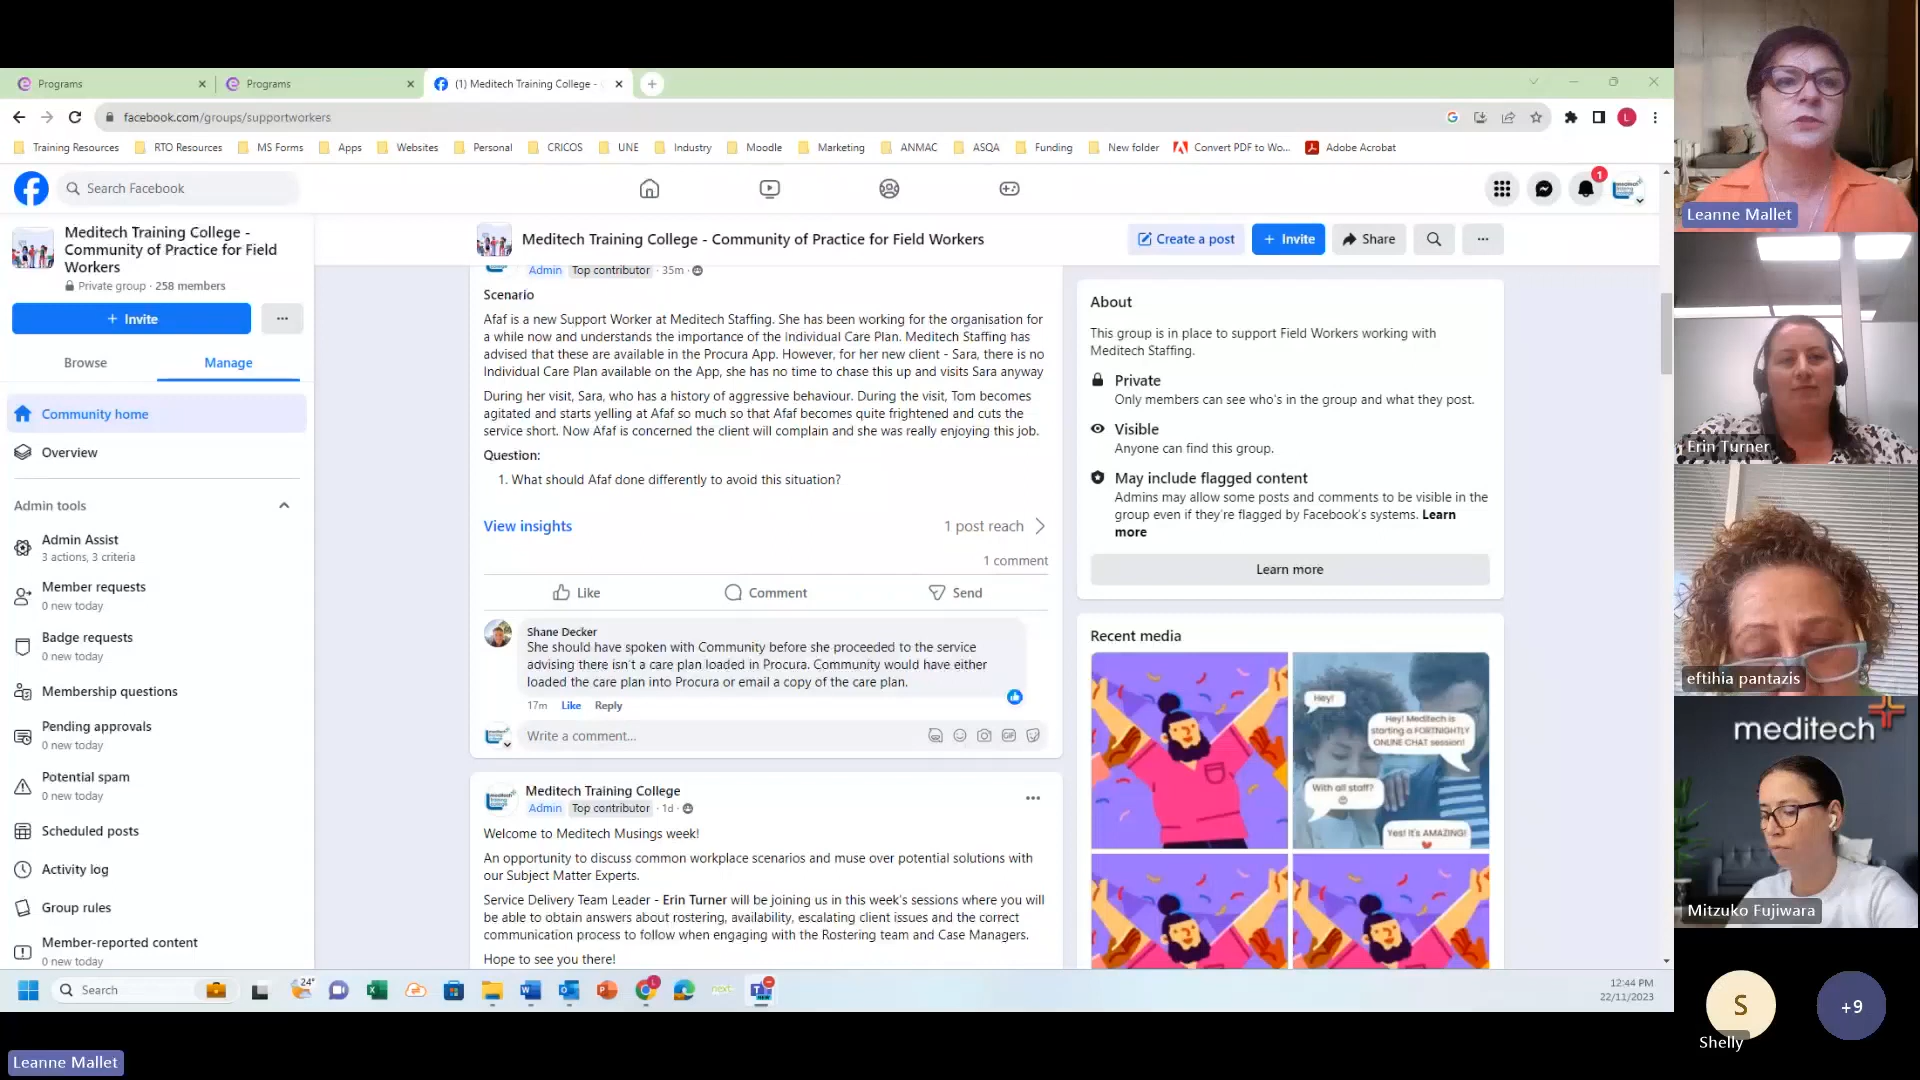 Programs
Programs
(1) Meditech Training College -
facebook.com/groups/supportworkers
Training Resources
RTO Resources
MS Forms
Apps
Websites
Personal
CRICOS
UNE
Industry
Moodle
Marketing
ANMAC
ASQA
Funding
New folder
Convert PDF to Wo...
Adobe Acrobat
L
Search Facebook
1
Meditech Training College -
Community of Practice for Field
Workers
Private group · 258 members
+ Invite
Browse
Manage
Community home
Overview
Admin tools
Admin Assist
3 actions, 3 criteria
Member requests
0 new today
Badge requests
0 new today
Membership questions
Pending approvals
0 new today
Potential spam
0 new today
Scheduled posts
Activity log
Group rules
Member-reported content
0 new today
Meditech Training College - Community of Practice for Field Workers
Create a post
+ Invite
Share
Admin Top contributor · 35m ·
Scenario
Afaf is a new Support Worker at Meditech Staffing. She has been working for the organisation for
a while now and understands the importance of the Individual Care Plan. Meditech Staffing has
advised that these are available in the Procura App. However, for her new client - Sara, there is no
Individual Care Plan available on the App, she has no time to chase this up and visits Sara anyway
During her visit, Sara, who has a history of aggressive behaviour. During the visit, Tom becomes
agitated and starts yelling at Afaf so much so that Afaf becomes quite frightened and cuts the
service short. Now Afaf is concerned the client will complain and she was really enjoying this job.
Question:
1. What should Afaf done differently to avoid this situation?
View insights
1 post reach
1 comment
Like
Comment
Send
Shane Decker
She should have spoken with Community before she proceeded to the service
advising there isn't a care plan loaded in Procura. Community would have either
loaded the care plan into Procura or email a copy of the care plan.
17m Like Reply
Write a comment...
Meditech Training College
Admin Top contributor · 1d ·
Welcome to Meditech Musings week!
An opportunity to discuss common workplace scenarios and muse over potential solutions with
our Subject Matter Experts.
Service Delivery Team Leader - Erin Turner will be joining us in this week's sessions where you will
be able to obtain answers about rostering, availability, escalating client issues and the correct
communication process to follow when engaging with the Rostering team and Case Managers.
Hope to see you there!
About
This group is in place to support Field Workers working with
Meditech Staffing.
Private
Only members can see who's in the group and what they post.
Visible
Anyone can find this group.
May include flagged content
Admins may allow some posts and comments to be visible in the
group even if they're flagged by Facebook's systems. Learn
more
Learn more
Recent media
Hey!
Hey! Meditech is
starting a FORTNIGHTLY
ONLINE CHAT session!
With all staff?
Yes! It's AMAZING!
Search
24°
12:44 PM
22/11/2023
Leanne Mallet
Erin Turner
eftihia pantazis
meditech
Mitzuko Fujiwara
S
+9
Shelly
Leanne Mallet